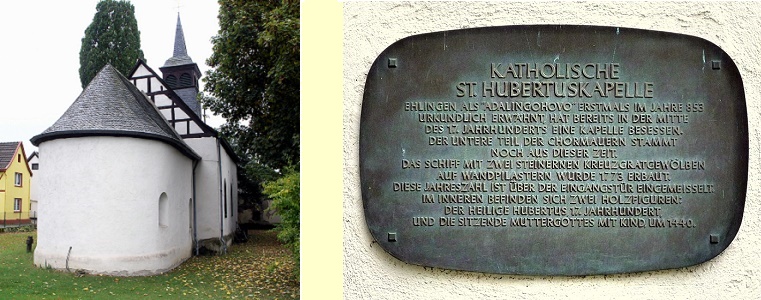 KATHOLISCHE
ST. HUBERTUSKAPELLE
EHLINGEN ALS "ADALINGOHOVO" ERSTMALS IM JAHRE 853
URKUNDLICH ERWÄHNT, HAT BEREITS IN DER MITTE
DES 17. JAHRHUNDERTS EINE KAPELLE BESESSEN.
DER UNTERE TEIL DER CHORMAUERN STAMMT
NOCH AUS DIESER ZEIT.
DAS SCHIFF MIT ZWEI STEINERNEN KREUZGRATGEWÖLBEN
AUF WANDPILASTERN WURDE 1773 ERBAUT.
DIESE JAHRESZAHL IST ÜBER DER EINGANGSTÜR EINGEMEISSELT.
IM INNEREN BEFINDEN SICH ZWEI HOLZFIGUREN:
DER HEILIGE HUBERTUS 17. JAHRHUNDERT,
UND DIE SITZENDE MUTTERGOTTES MIT KIND, UM 1440.